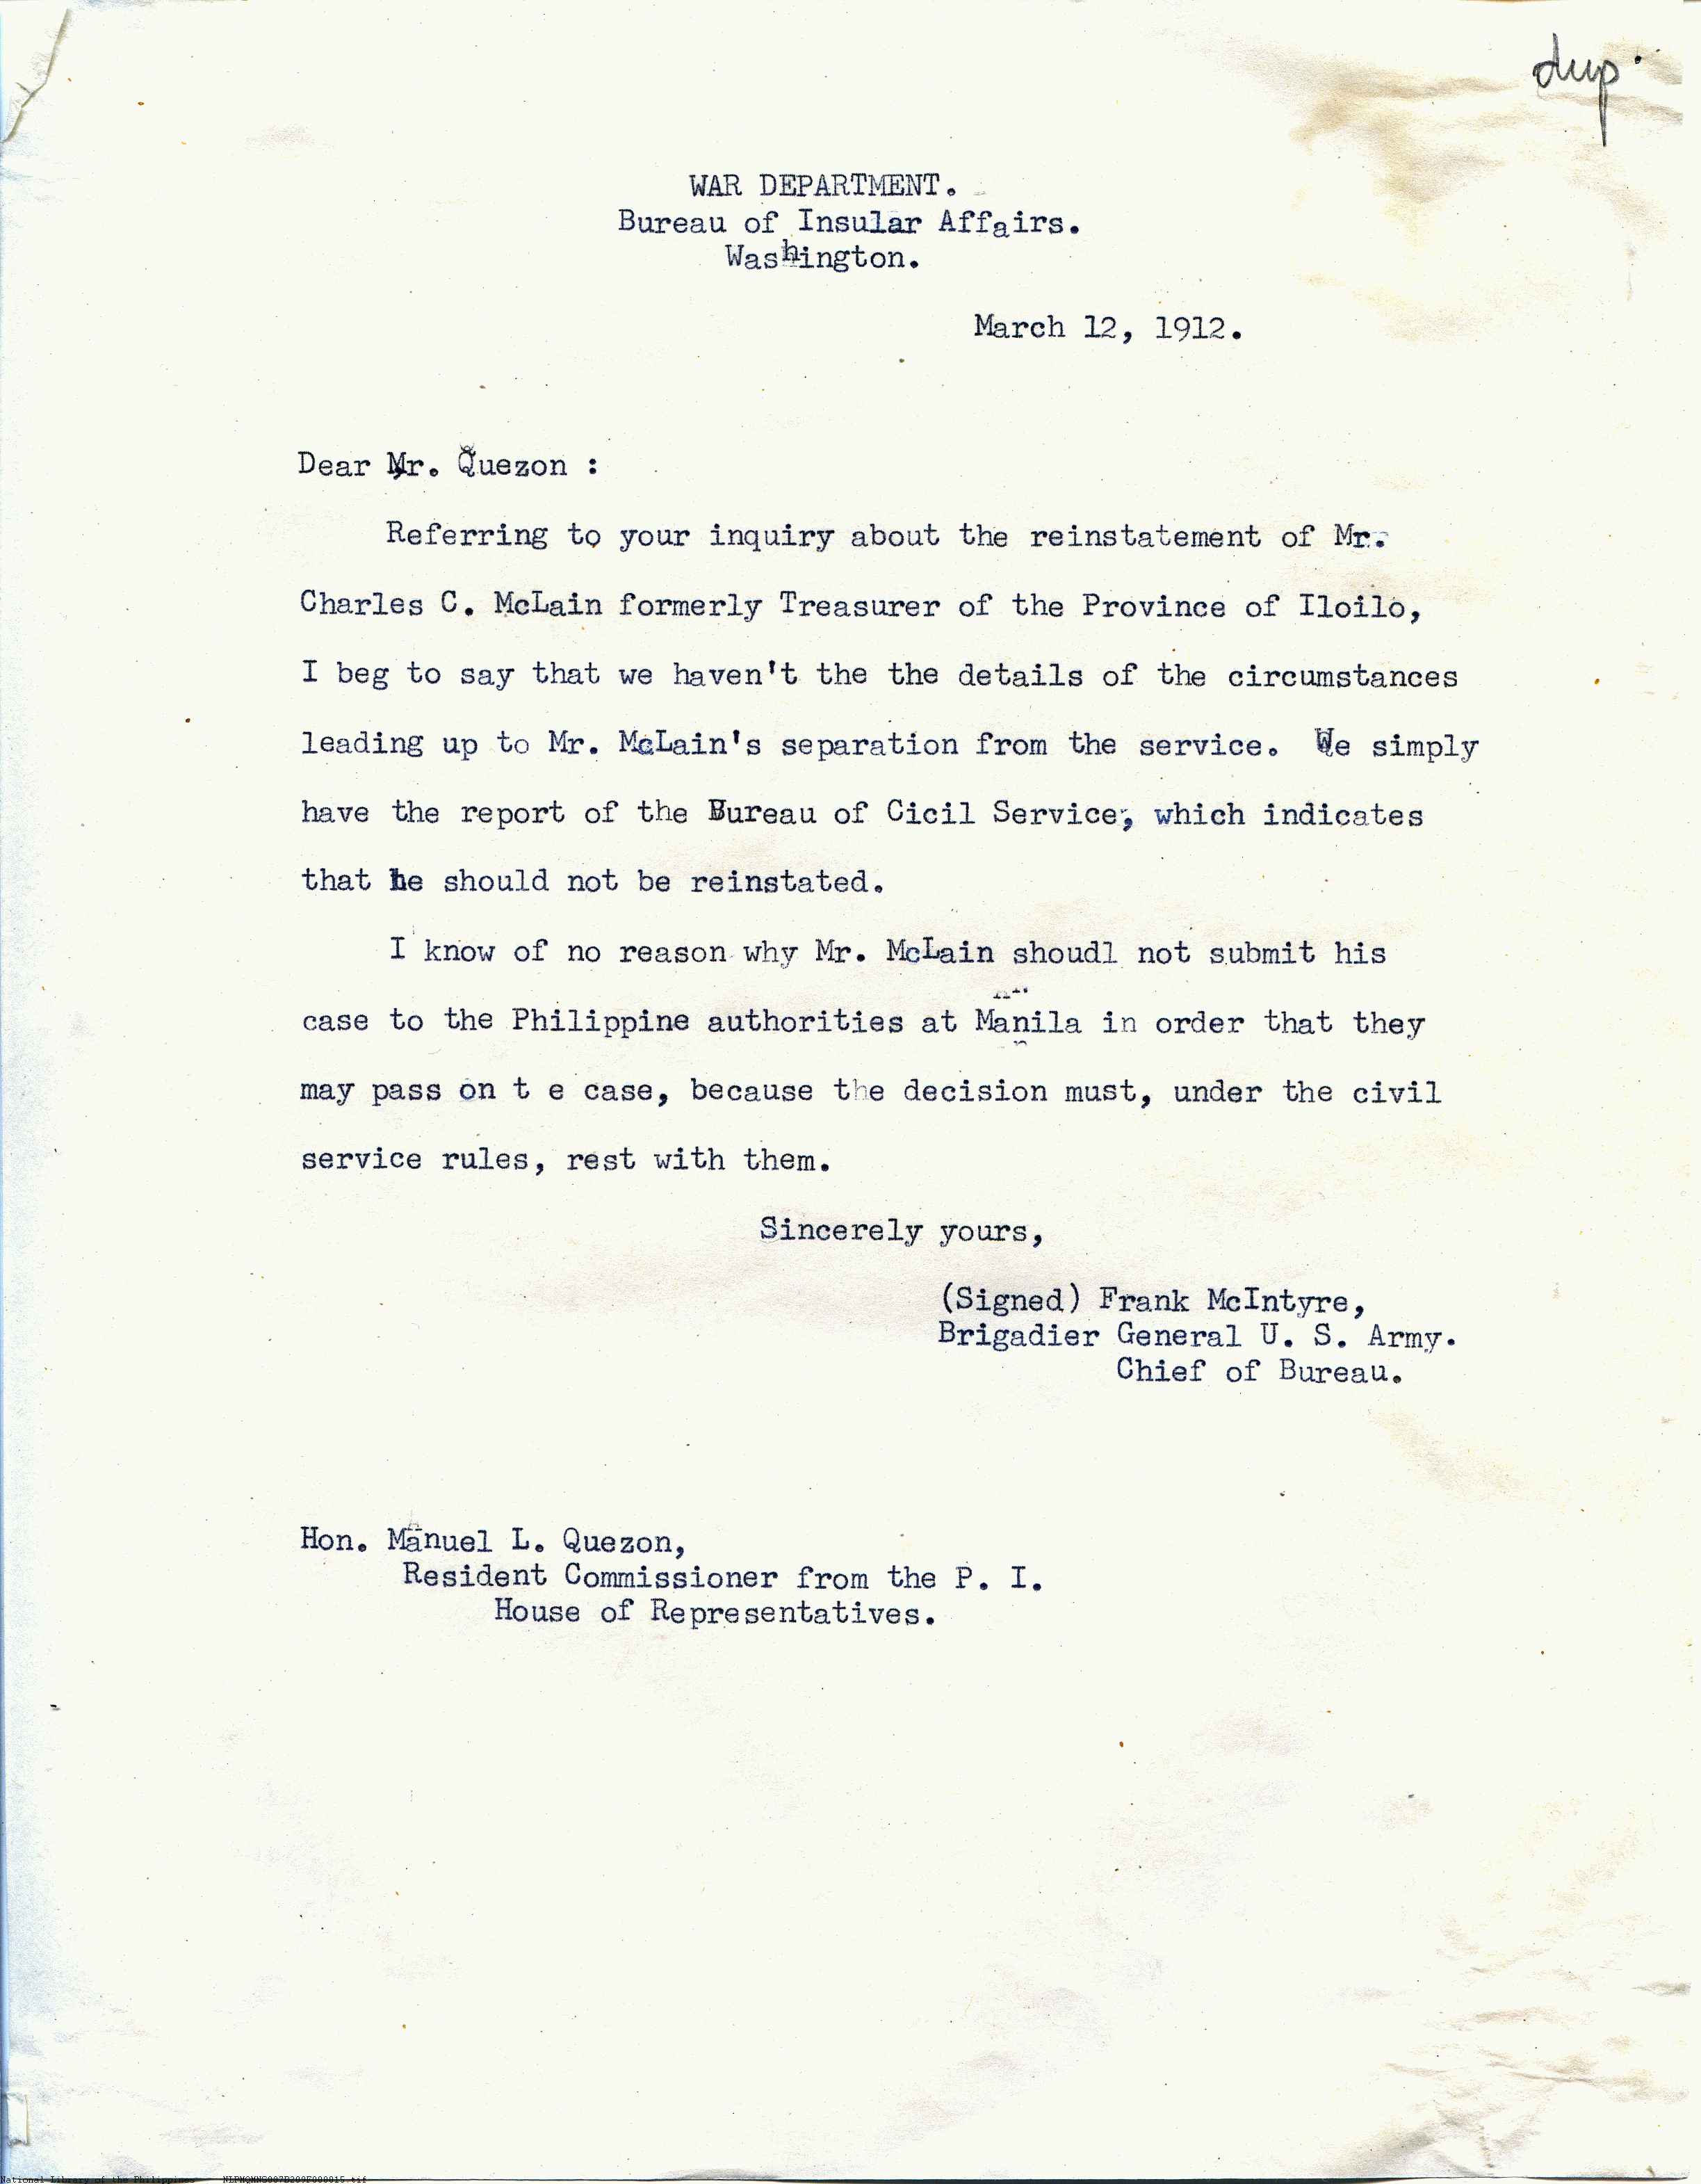 dup.
WAR DEPARTMENT.
Bureau of Insular Affairs.
Washington.
March 12, 1912.
Dear Mr. Quezon :
Referring to your inquiry about the reinstatement of Mr.
Charles C. McLain formerly Treasurer of the Province of Iloilo,
I beg to say that we haven't the the details of the circumstances
leading up to Mr. McLain's separation from the service. We simply
have the report of the Bureau of Cicil Service, which indicates
that he should not be reinstated.
I know of no reason why Mr. McLain shoudl not submit his
case to the Philippine authorities at Manila in order that they
may pass on t e case, because the decision must, under the civil
service rules, rest with them.
Sincerely yours,
(Signed) Frank McIntyre,
Brigadier General U. S. Army.
Chief of Bureau.
Hon. Manuel L. Quezon,
Resident Commissioner from the P. I.
House of Representatives.
National Library of the Philippines